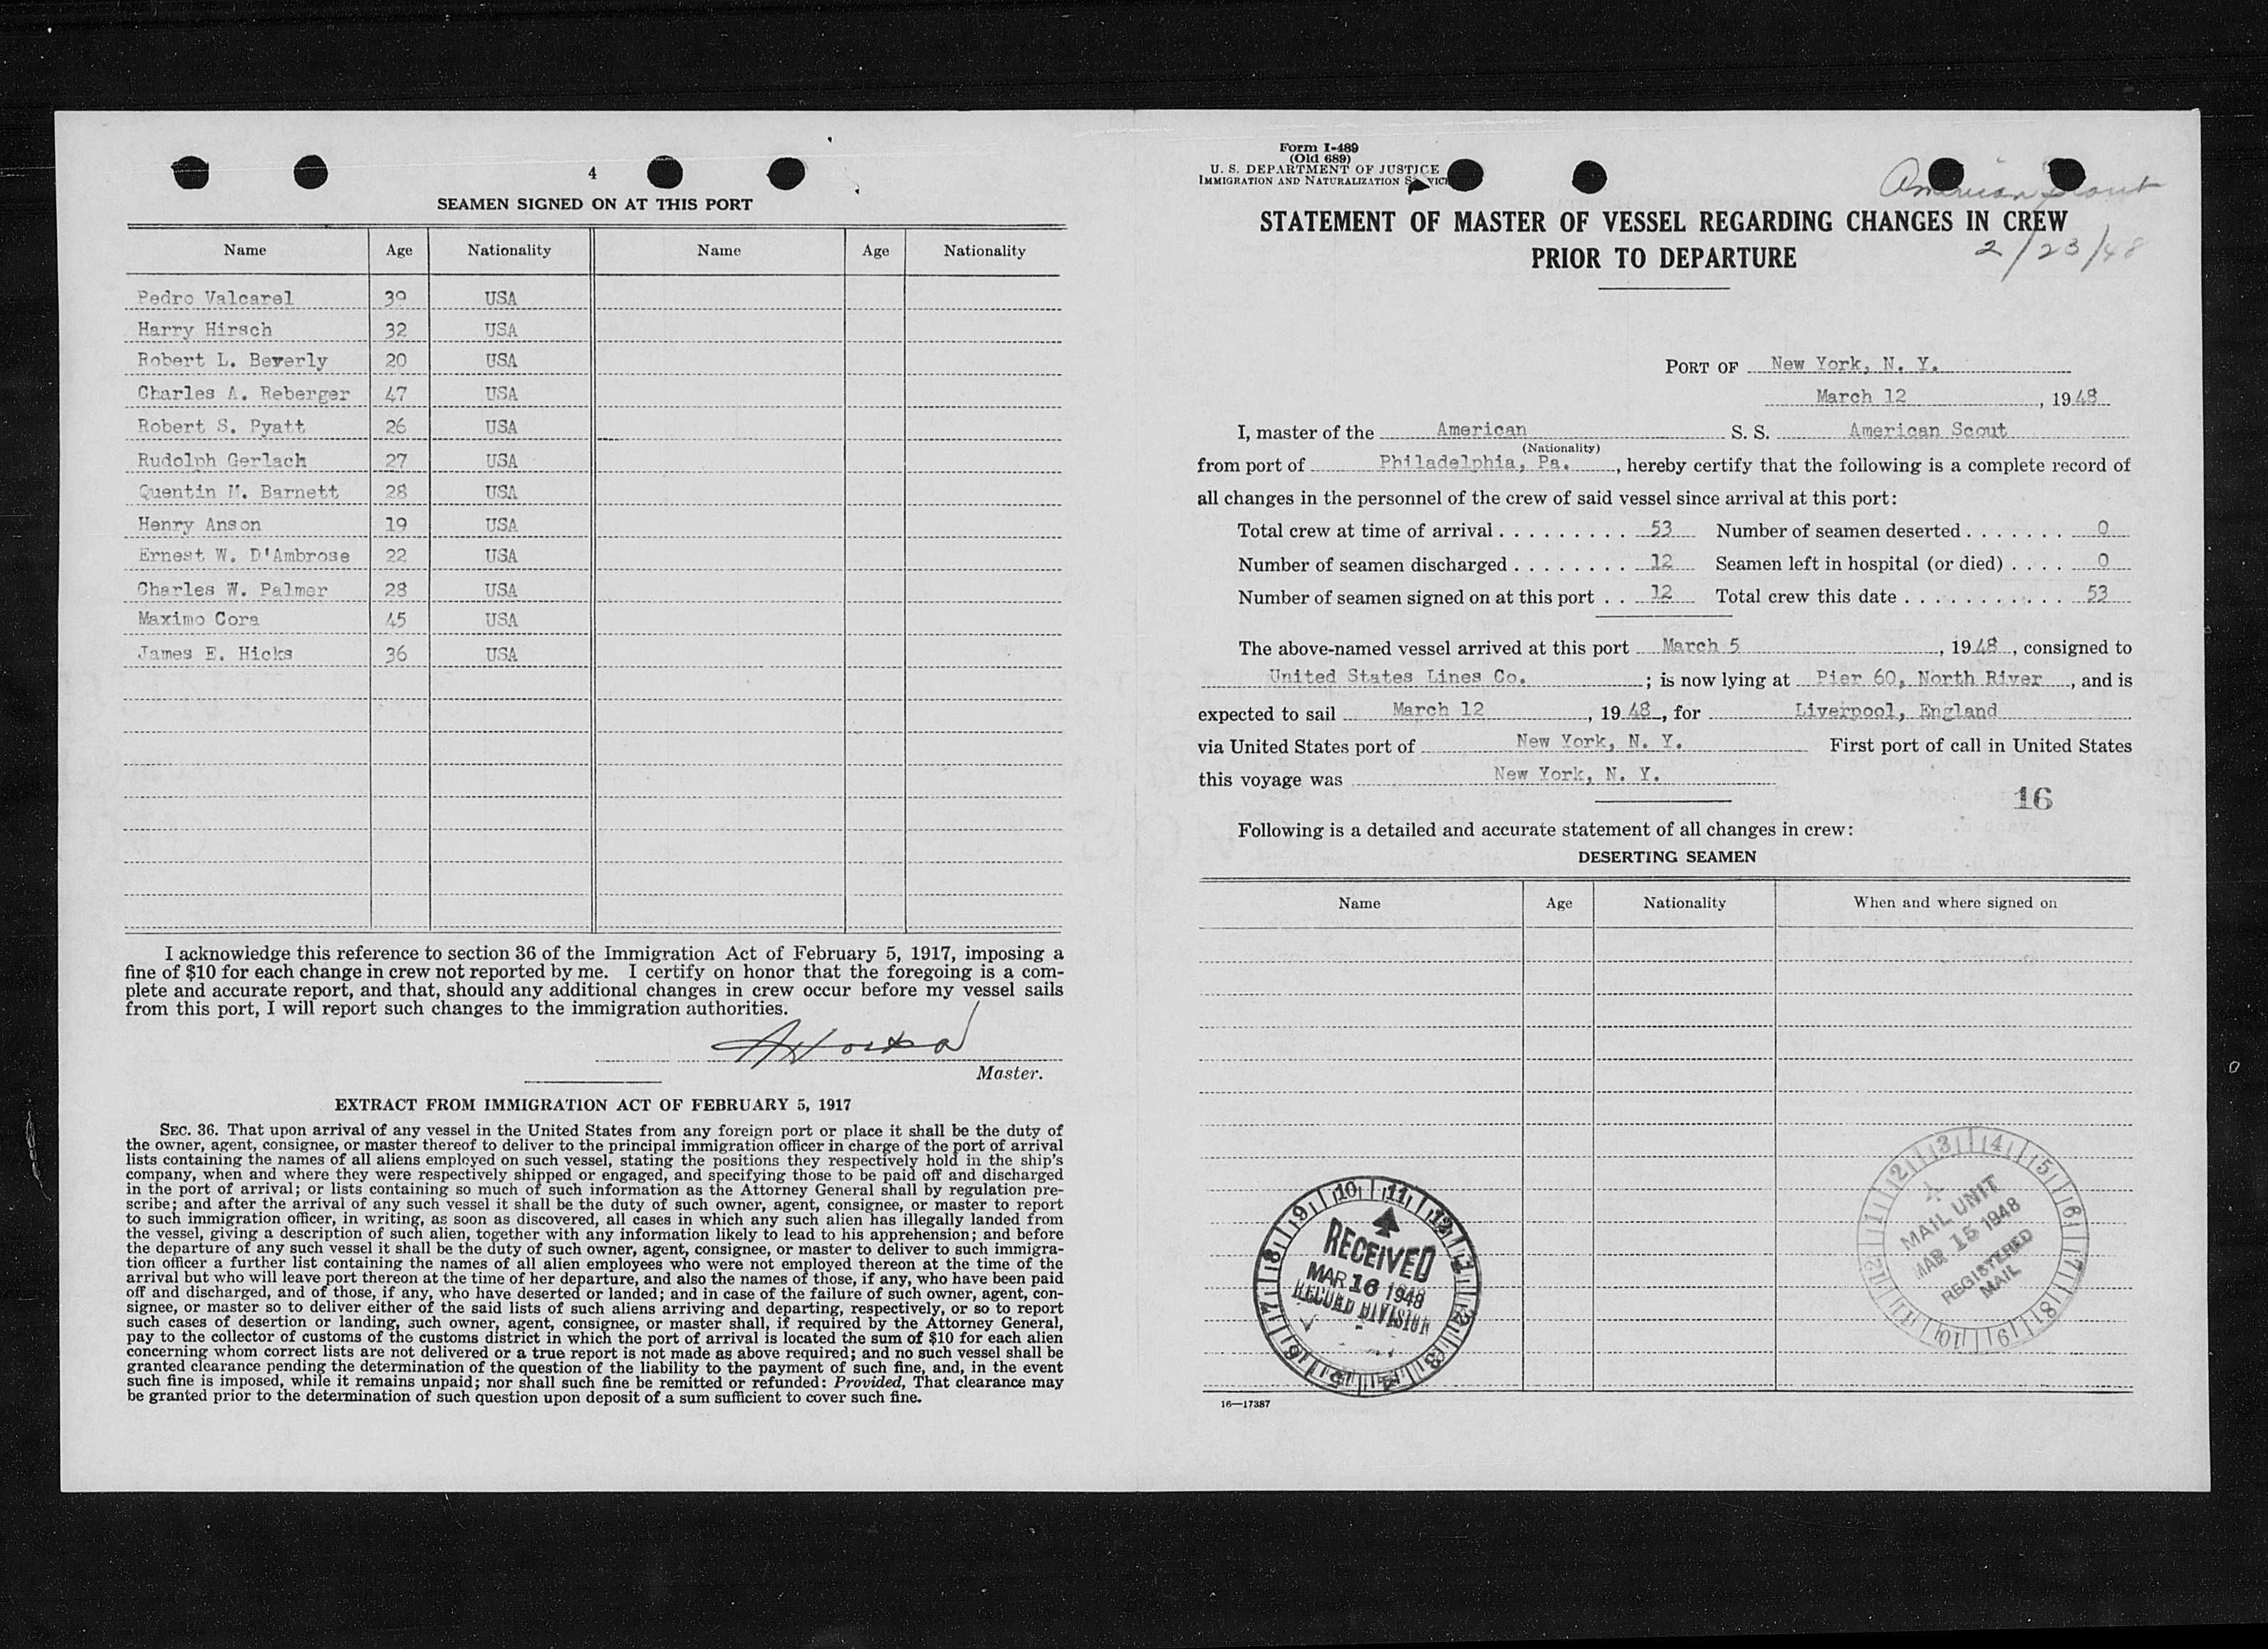 4
SEAMEN SIGNED ON AT THIS PORT
Name Age Nationality Name Age Nationality
Pedro Valcarel 39 USA
Harry Hirsch 32 USA
Robert L. Beverly 20 USA
Charles A. Reberger 47 USA
Robert S. Pyatt 26 USA
Rudolph Gerlach 27 USA
Quentin M. Barnett 28 USA
Henry Anson 19 USA
Ernest W. D'Ambrose 22 USA
Charles W. Palmer 28 USA
Maximo Cora 45 USA
James E. Hicks 36 USA
I acknowledge this reference to section 36 of the Immigration Act of February 5, 1917, imposing a
fine of $10 for each change in crew not reported by me. I certify on honor that the foregoing is a com-
plete and accurate report, and that, should any additional changes in crew occur before my vessel sails
from this port, I will report such changes to the immigration authorities.
Master.
EXTRACT FROM IMMIGRATION ACT OF FEBRUARY 5, 1917
SEC. 36. That upon arrival of any vessel in the United States from any foreign port or place it shall be the duty of
the owner, agent, consignee, or master thereof to deliver to the principal immigration officer in charge of the port of arrival
lists containing the names of all aliens employed on such vessel, stating the positions they respectively hold in the ship's
company, when and where they were respectively shipped or engaged, and specifying those to be paid off and discharged
in the port of arrival; or lists containing so much of such information as the Attorney General shall by regulation pre-
scribe; and after the arrival of any such vessel it shall be the duty of such owner, agent, consignee, or master to report
to such immigration officer, in writing, as soon as discovered, all cases in which any such alien has illegally landed from
the vessel, giving a description of such alien, together with any information likely to lead to his apprehension; and before
the departure of any such vessel it shall be the duty of such owner, agent, consignee, or master to deliver to such immigra-
tion officer a further list containing the names of all alien employees who were not employed thereon at the time of the
arrival but who will leave port thereon at the time of her departure, and also the names of those, if any, who have been paid
off and discharged, and of those, if any, who have deserted or landed; and in case of the failure of such owner, agent, con-
signee, or master so to deliver either of the said lists of such aliens arriving and departing, respectively, or so to report
such cases of desertion or landing, such owner, agent, consignee, or master shall, if required by the Attorney General,
pay to the collector of customs of the customs district in which the port of arrival is located the sum of $10 for each alien
concerning whom correct lists are not delivered or a true report is not made as above required; and no such vessel shall be
granted clearance pending the determination of the question of the liability to the payment of such fine, and, in the event
such fine is imposed, while it remains unpaid; nor shall such fine be remitted or refunded: Provided, That clearance may
be granted prior to the determination of such question upon deposit of a sum sufficient to cover such fine.
Form I-489
(Old 689)
U. S. DEPARTMENT OF JUSTICE
IMMIGRATION AND NATURALIZATION SERVICE
American Scout
2/23/48
STATEMENT OF MASTER OF VESSEL REGARDING CHANGES IN CREW
PRIOR TO DEPARTURE
PORT OF New York, N. Y.
March 12, 1948
I, master of the American S. S. American Scout
(Nationality)
from port of Philadelphia, Pa., hereby certify that the following is a complete record of
all changes in the personnel of the crew of said vessel since arrival at this port:
Total crew at time of arrival . . . . . . . . . 53 Number of seamen deserted . . . . . . . 0
Number of seamen discharged . . . . . . . . 12 Seamen left in hospital (or died) . . . . 0
Number of seamen signed on at this port . . 12 Total crew this date . . . . . . . . . . . 53
The above-named vessel arrived at this port March 5, 1948, consigned to
United States Lines Co.; is now lying at Pier 60, North River, and is
expected to sail March 12, 1948, for Liverpool, England
via United States port of New York, N. Y. First port of call in United States
this voyage was New York, N. Y.
16
Following is a detailed and accurate statement of all changes in crew:
DESERTING SEAMEN
Name Age Nationality When and where signed on
RECEIVED
MAR 16 1948
RECORD DIVISION
MAIL UNIT
MAR 15 1948
REGISTERED
MAIL
16—17387